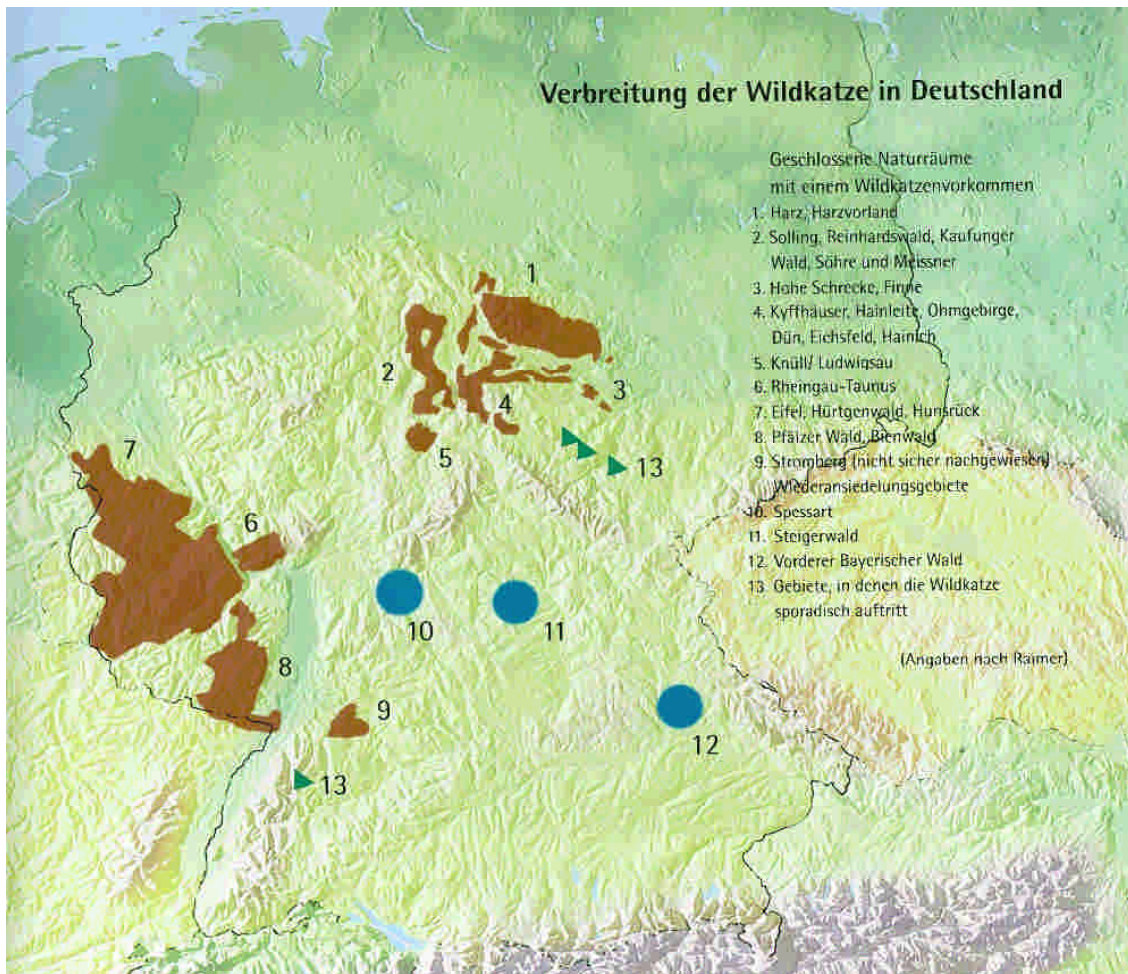 Verbreitung der Wildkatze in Deutschland
Geschlossene Naturräume
mit einem Wildkatzenvorkommen
1. Harz, Harzvorland
2. Solling, Reinhardswald, Kaufunger
Wald, Söhre und Meissner
3. Hohe Schrecke, Finne
4. Kyffhäuser, Hainleite, Ohmgebirge,
Dün, Eichsfeld, Hainich
5. Knüll/ Ludwigsau
6. Rheingau-Taunus
7. Eifel, Hürtgenwald, Hunsrück
8. Pfälzer Wald, Bienwald
9. Stromberg (nicht sicher nachgewiesen)
Wiederansiedelungsgebiete
10. Spessart
11. Steigerwald
12. Vorderer Bayerischer Wald
13. Gebiete, in denen die Wildkatze
sporadisch auftritt
(Angaben nach Raimer)
1
2
3
4
5
13
7
6
10
11
8
9
12
13